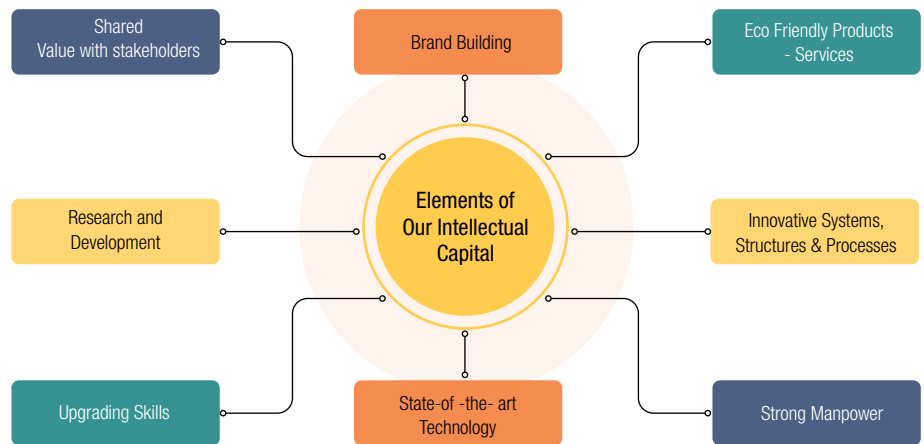 Shared
Value with stakeholders
Brand Building
Eco Friendly Products
- Services
Research and
Development
Elements of
Our Intellectual
Capital
Innovative Systems,
Structures & Processes
Upgrading Skills
State-of -the- art
Technology
Strong Manpower